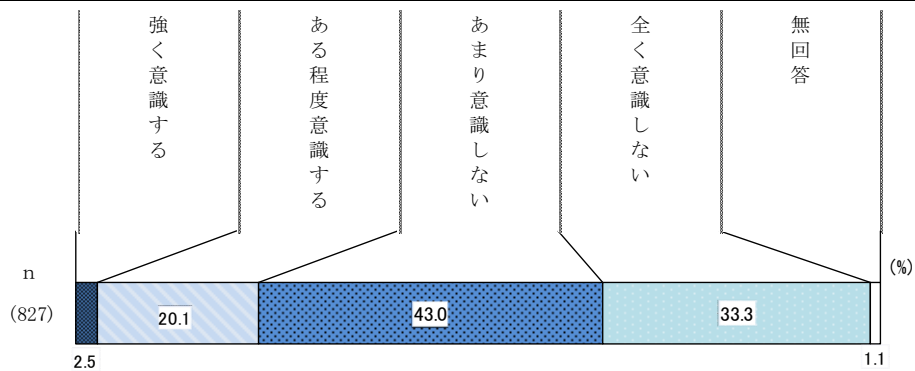 強く意識する
ある程度意識する
あまり意識しない
全く意識しない
無回答
n
(%)
(827)
20.1
43.0
33.3
2.5
1.1